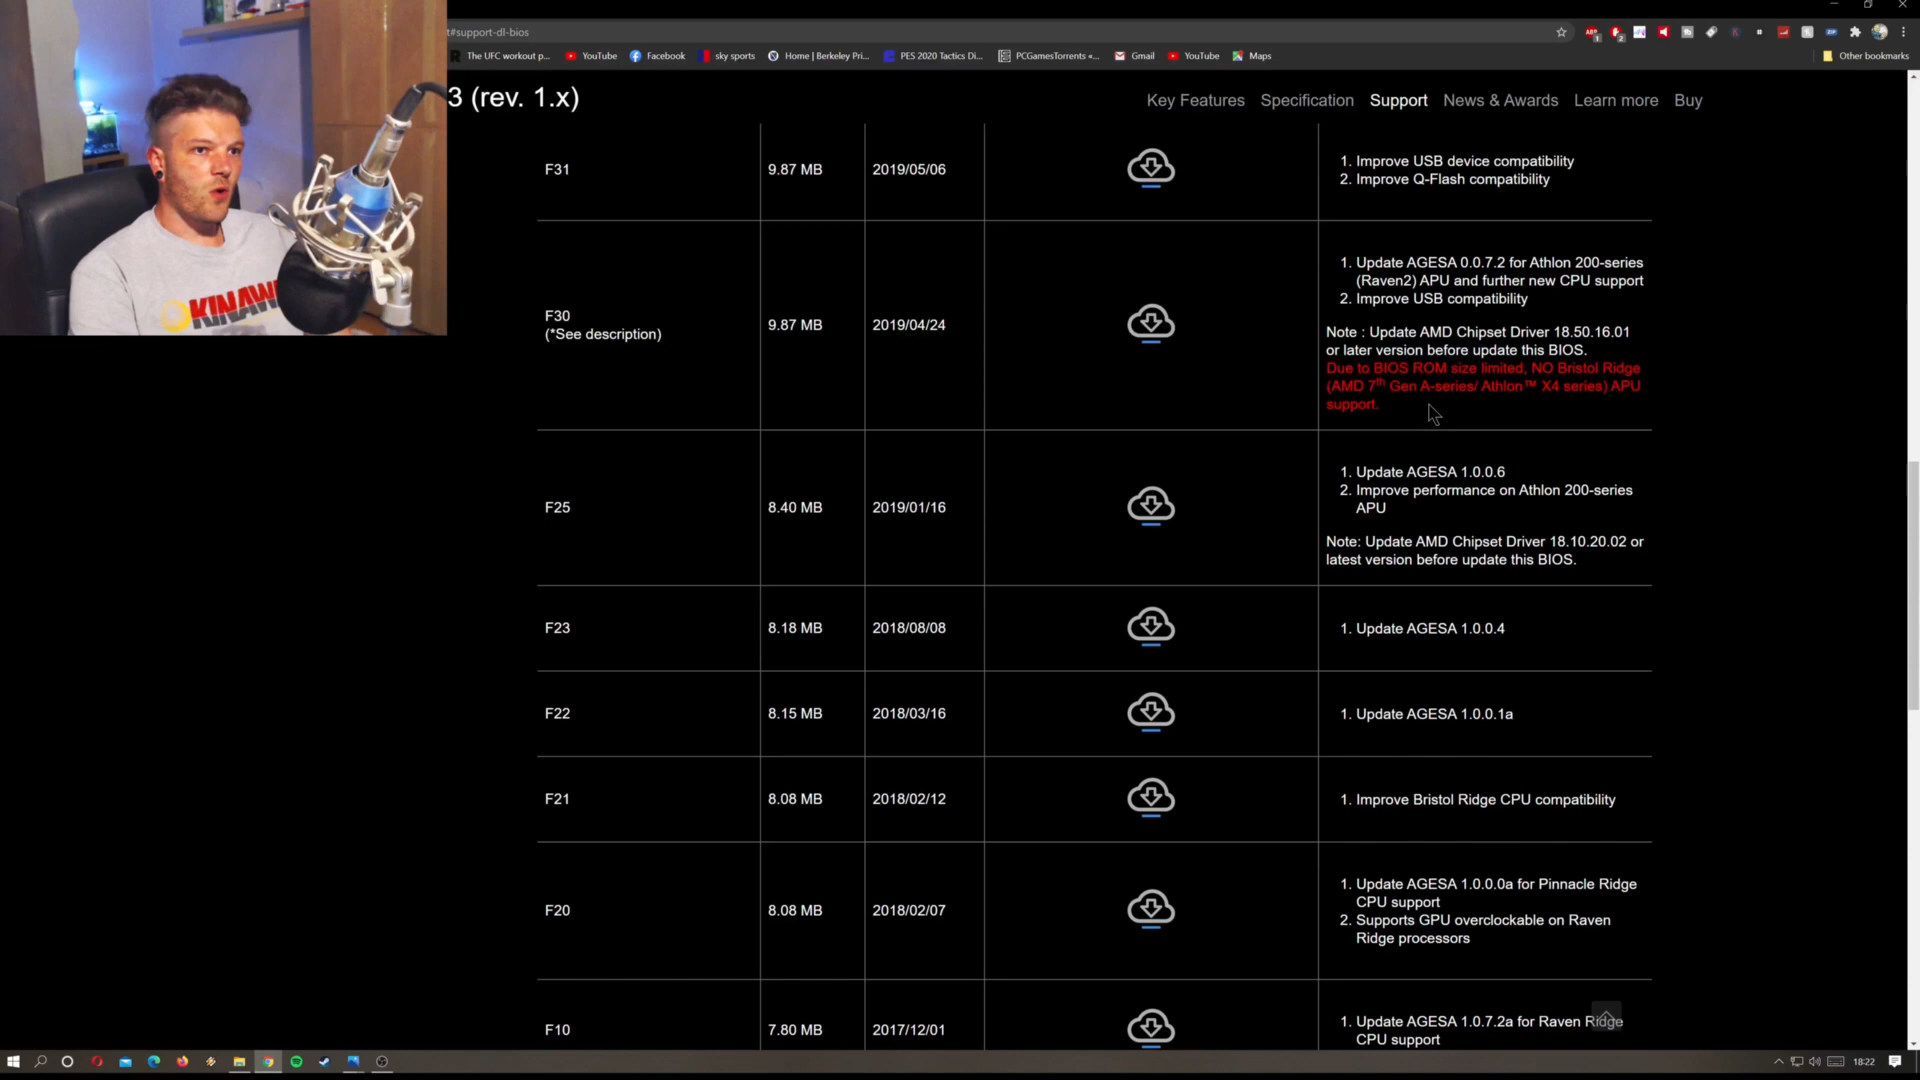 t#support-dl-bios
The UFC workout p...
YouTube
Facebook
sky sports
Home | Berkeley Pri...
PES 2020 Tactics Di...
PCGamesTorrents «...
Gmail
YouTube
Maps
Other bookmarks
3 (rev. 1.x)
Key Features Specification Support News & Awards Learn more Buy
F31 9.87 MB 2019/05/06
1. Improve USB device compatibility
2. Improve Q-Flash compatibility
F30
(*See description)
9.87 MB 2019/04/24
1. Update AGESA 0.0.7.2 for Athlon 200-series
(Raven2) APU and further new CPU support
2. Improve USB compatibility
Note : Update AMD Chipset Driver 18.50.16.01
or later version before update this BIOS.
Due to BIOS ROM size limited, NO Bristol Ridge
(AMD 7th Gen A-series/ Athlon™ X4 series) APU
support.
F25 8.40 MB 2019/01/16
1. Update AGESA 1.0.0.6
2. Improve performance on Athlon 200-series
APU
Note: Update AMD Chipset Driver 18.10.20.02 or
latest version before update this BIOS.
F23 8.18 MB 2018/08/08
1. Update AGESA 1.0.0.4
F22 8.15 MB 2018/03/16
1. Update AGESA 1.0.0.1a
F21 8.08 MB 2018/02/12
1. Improve Bristol Ridge CPU compatibility
F20 8.08 MB 2018/02/07
1. Update AGESA 1.0.0.0a for Pinnacle Ridge
CPU support
2. Supports GPU overclockable on Raven
Ridge processors
F10 7.80 MB 2017/12/01
1. Update AGESA 1.0.7.2a for Raven Ridge
CPU support
18:22